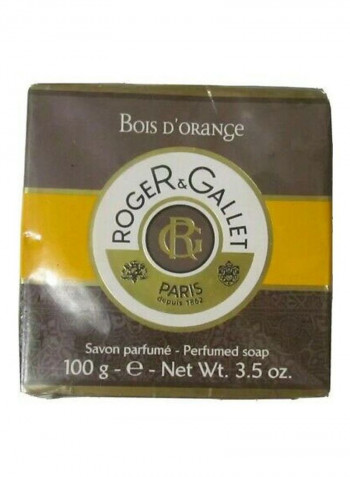 BOIS D'ORANGE
ROGER & GALLET
RG
PARIS
depuis 1862
Savon parfumé - Perfumed soap
100 g - e - Net Wt. 3.5 oz.